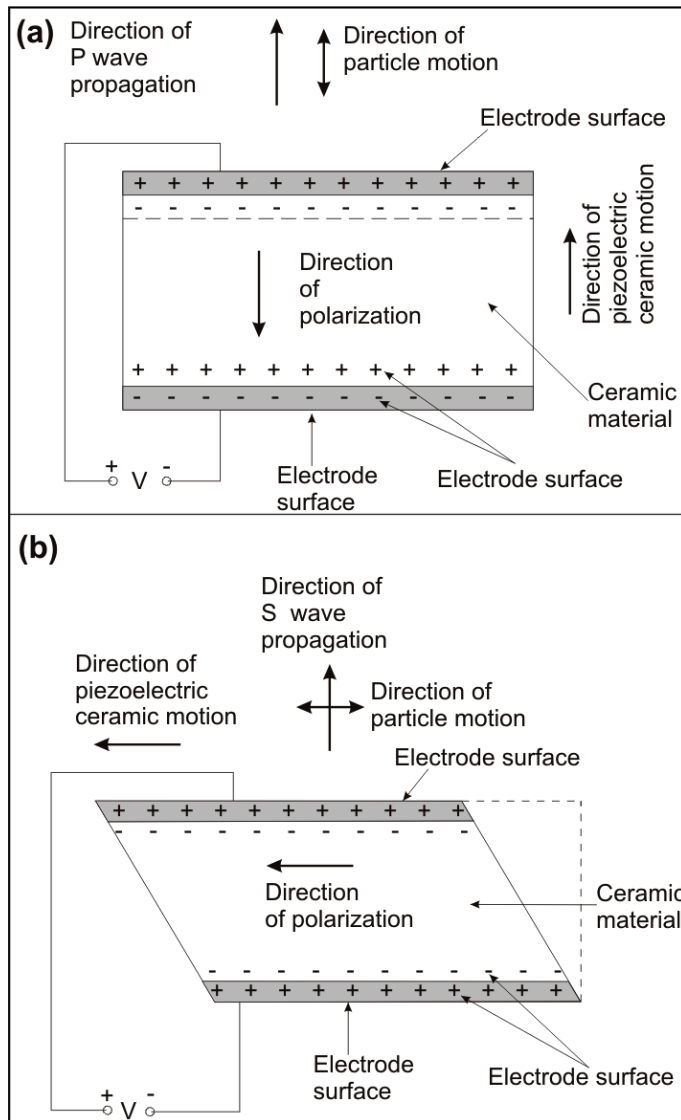 (a)
Direction of
P wave
propagation
Direction of
particle motion
Electrode surface
+ + + + + + + + + + + +
- - - - - - - - - - - -
Direction of
piezoelectric
ceramic motion
Direction
of
polarization
+ + + + + + + + + + + +
- - - - - - - - - - - -
Ceramic
material
+ V -
Electrode
surface
Electrode surface
(b)
Direction of
S wave
propagation
Direction of
piezoelectric
ceramic motion
Direction of
particle motion
Electrode surface
+ + + + + + + + + + +
- - - - - - - - - - -
Direction
of polarization
Ceramic
material
- - - - - - - - - - -
+ + + + + + + + + + +
Electrode
surface
Electrode surface
+ V -